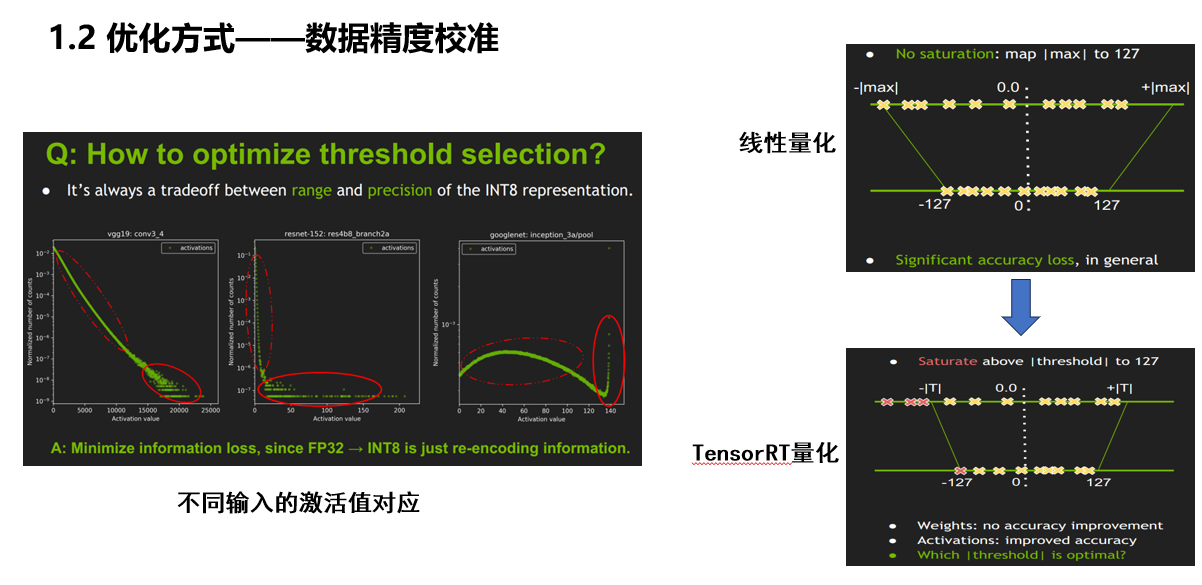 1.2 优化方式——数据精度校准
Q: How to optimize threshold selection?
● It’s always a tradeoff between range and precision of the INT8 representation.
vgg19: conv3_4
activations
Normalized number of counts
10⁻²
10⁻³
10⁻⁴
10⁻⁵
10⁻⁶
10⁻⁷
10⁻⁸
10⁻⁹
0 5000 10000 15000 20000 25000
Activation value
resnet-152: res4b8_branch2a
activations
Normalized number of counts
10⁻¹
10⁻²
10⁻³
10⁻⁴
10⁻⁵
10⁻⁶
10⁻⁷
0 50 100 150 200
Activation value
googlenet: inception_3a/pool
activations
Normalized number of counts
0 20 40 60 80 100 120 140
Activation value
A: Minimize information loss, since FP32 → INT8 is just re-encoding information.
不同输入的激活值对应
● No saturation: map |max| to 127
-|max| 0.0 +|max|
线性量化
-127 0 127
● Significant accuracy loss, in general
● Saturate above |threshold| to 127
-|T| 0.0 +|T|
TensorRT量化
-127 0 127
● Weights: no accuracy improvement
● Activations: improved accuracy
● Which |threshold| is optimal?